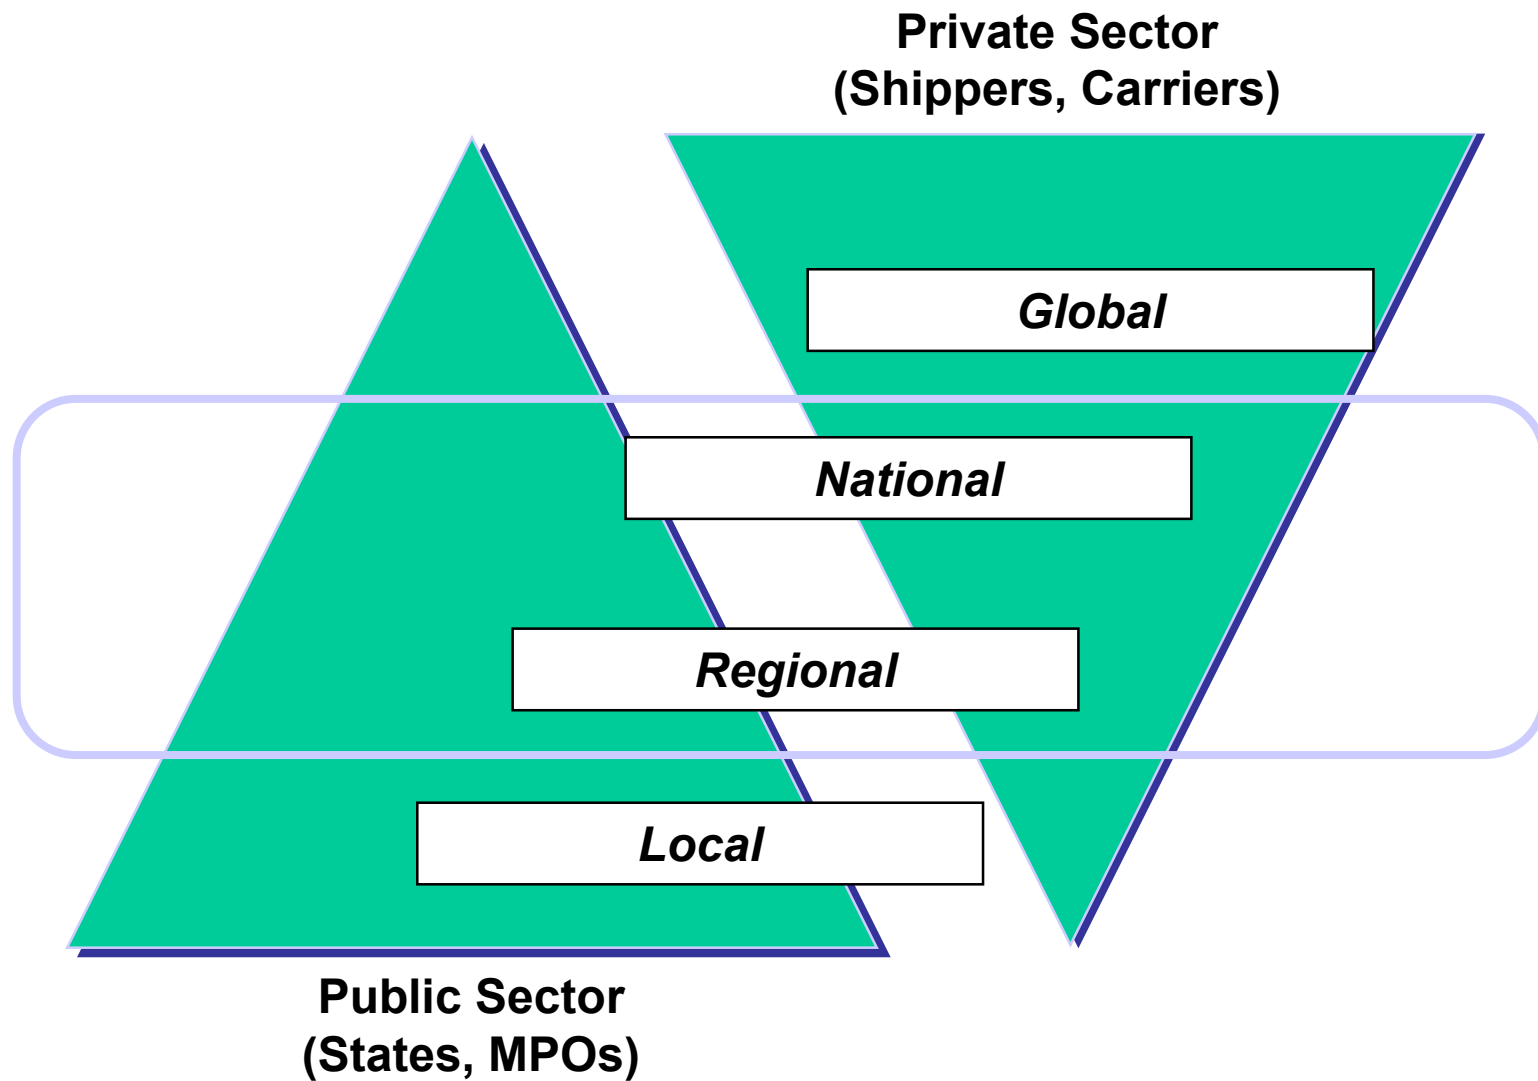 Private Sector
(Shippers, Carriers)
Global
National
Regional
Local
Public Sector
(States, MPOs)